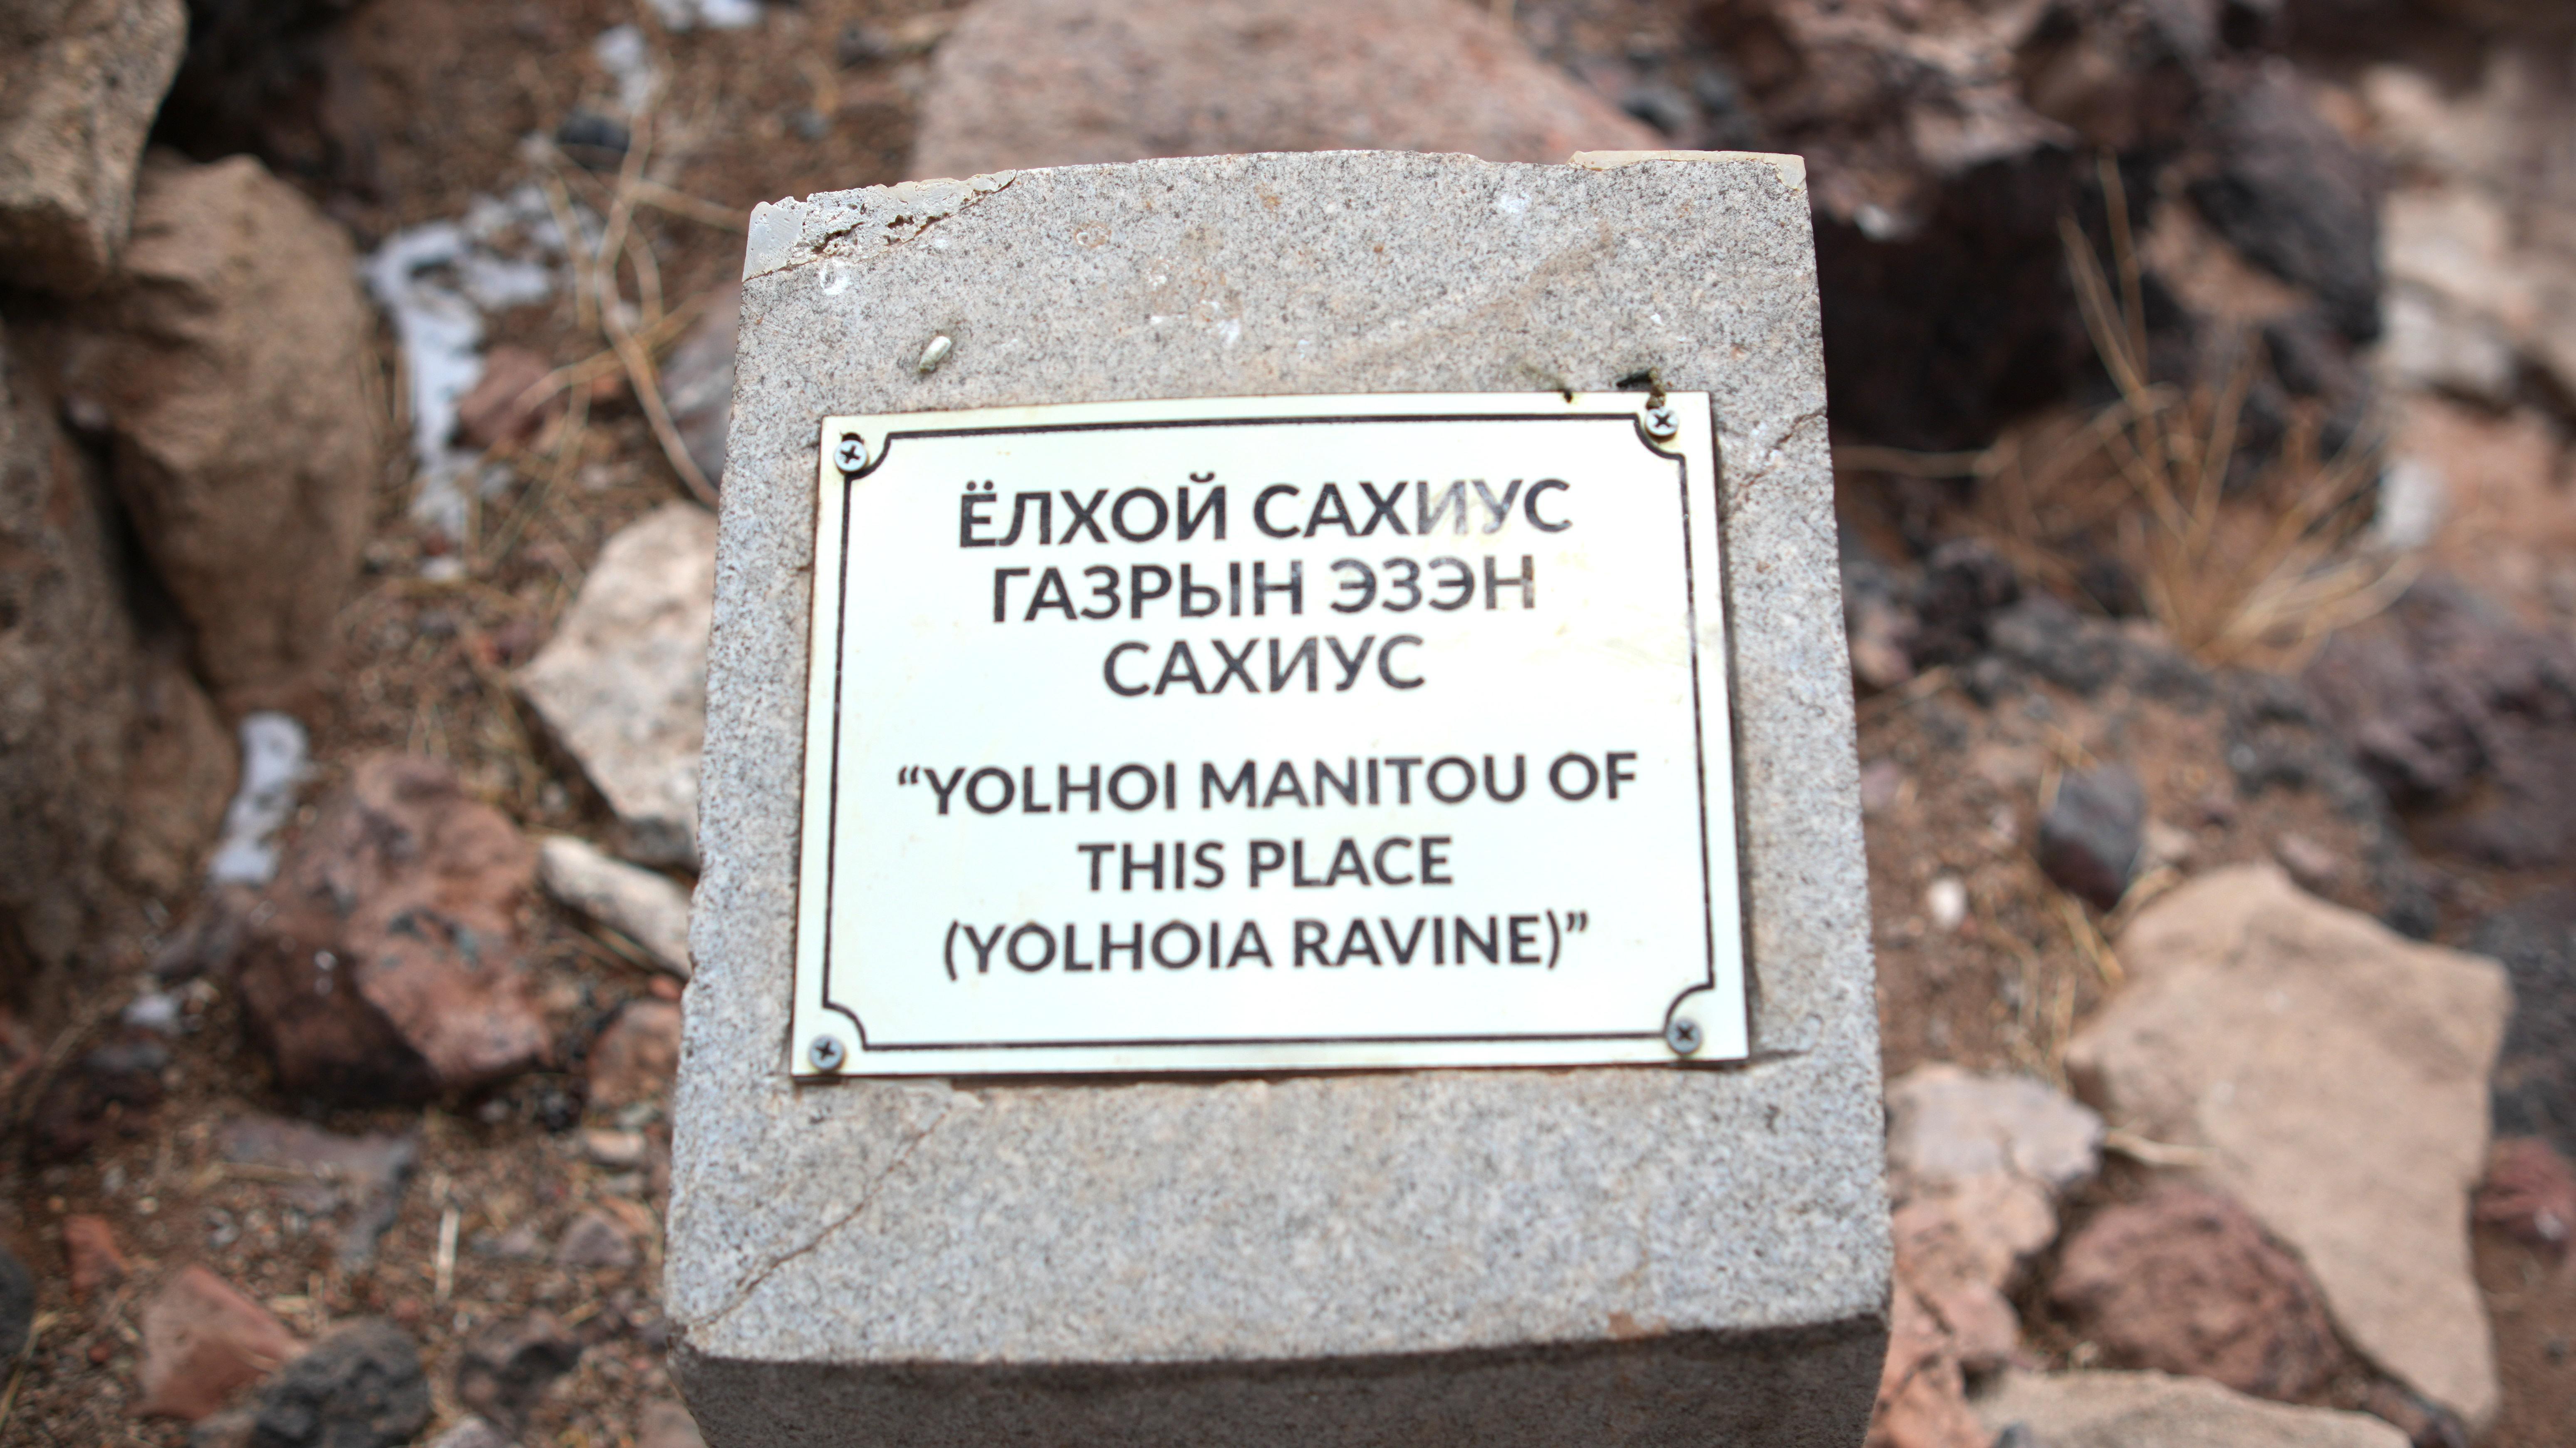 ЁЛХОЙ САХИУС
ГАЗРЫН ЭЗЭН
САХИУС
“YOLHOI MANITOU OF
THIS PLACE
(YOLHOIA RAVINE)”